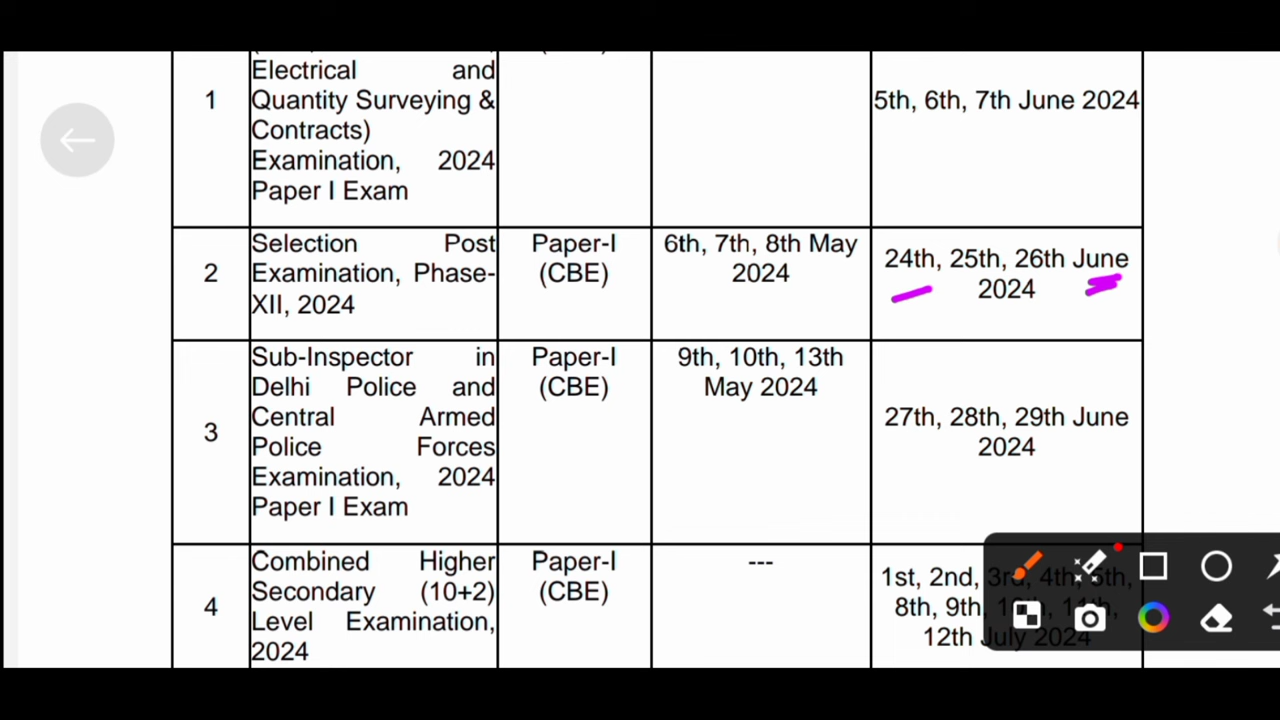 1
Electrical and
Quantity Surveying &
Contracts)
Examination, 2024
Paper I Exam
5th, 6th, 7th June 2024
2
Selection Post
Examination, Phase-
XII, 2024
Paper-I
(CBE)
6th, 7th, 8th May
2024
24th, 25th, 26th June
2024
3
Sub-Inspector in
Delhi Police and
Central Armed
Police Forces
Examination, 2024
Paper I Exam
Paper-I
(CBE)
9th, 10th, 13th
May 2024
27th, 28th, 29th June
2024
4
Combined Higher
Secondary (10+2)
Level Examination,
2024
Paper-I
(CBE)
---
1st, 2nd, 3rd, 4th, 5th,
8th, 9th, 10th, 11th,
12th July 2024